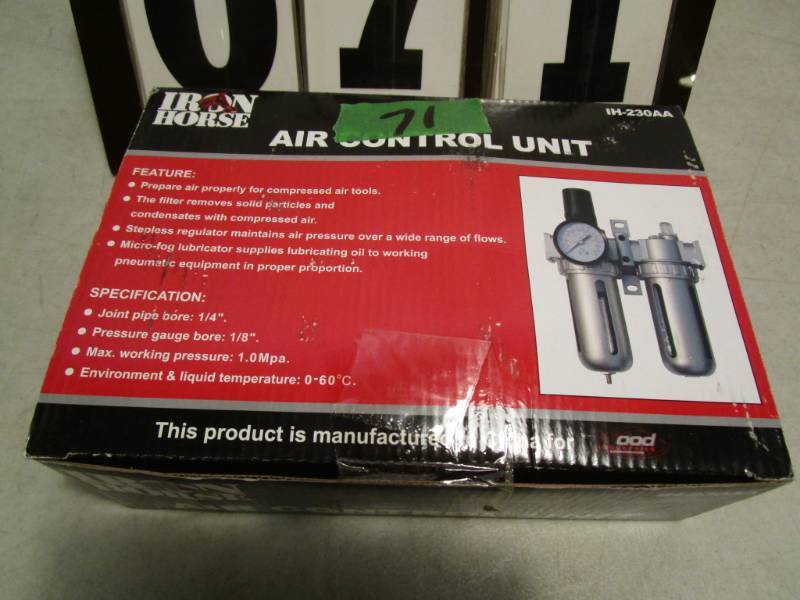 071
IRON
HORSE
71
IH-230AA
AIR CONTROL UNIT
FEATURE:
● Prepare air properly for compressed air tools.
● The filter removes solid particles and
condensates with compressed air.
● Stepless regulator maintains air pressure over a wide range of flows.
● Micro-fog lubricator supplies lubricating oil to working
pneumatic equipment in proper proportion.
SPECIFICATION:
● Joint pipe bore: 1/4".
● Pressure gauge bore: 1/8".
● Max. working pressure: 1.0Mpa.
● Environment & liquid temperature: 0-60°C.
This product is manufactured for